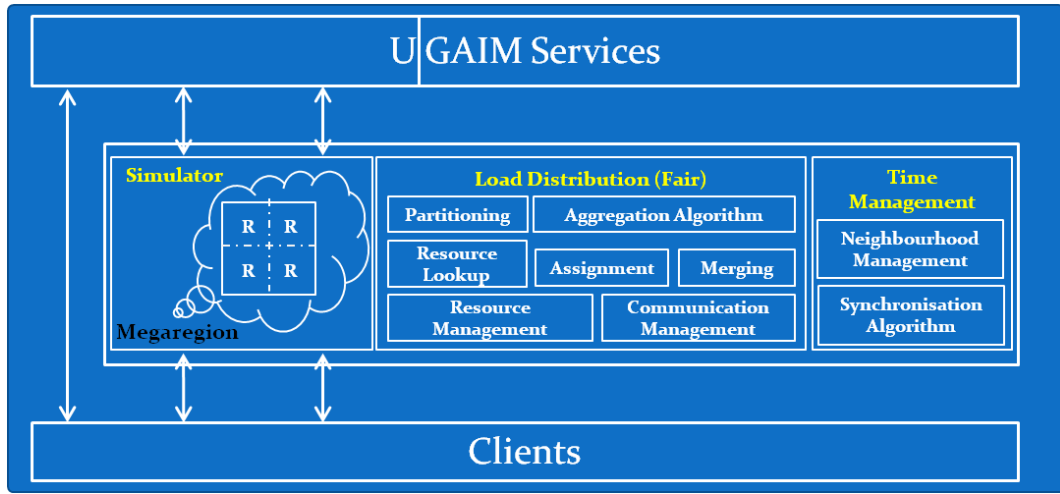 U GAIM Services
Simulator
R R
R R
Megaregion
Load Distribution (Fair)
Partitioning
Aggregation Algorithm
Resource
Lookup
Assignment
Merging
Resource
Management
Communication
Management
Time
Management
Neighbourhood
Management
Synchronisation
Algorithm
Clients